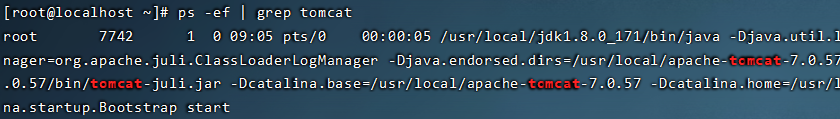 [root@localhost ~]# ps -ef | grep tomcat
root 7742 1 0 09:05 pts/0 00:00:05 /usr/local/jdk1.8.0_171/bin/java -Djava.util.l
nager=org.apache.juli.ClassLoaderLogManager -Djava.endorsed.dirs=/usr/local/apache-tomcat-7.0.57
.0.57/bin/tomcat-juli.jar -Dcatalina.base=/usr/local/apache-tomcat-7.0.57 -Dcatalina.home=/usr/l
na.startup.Bootstrap start